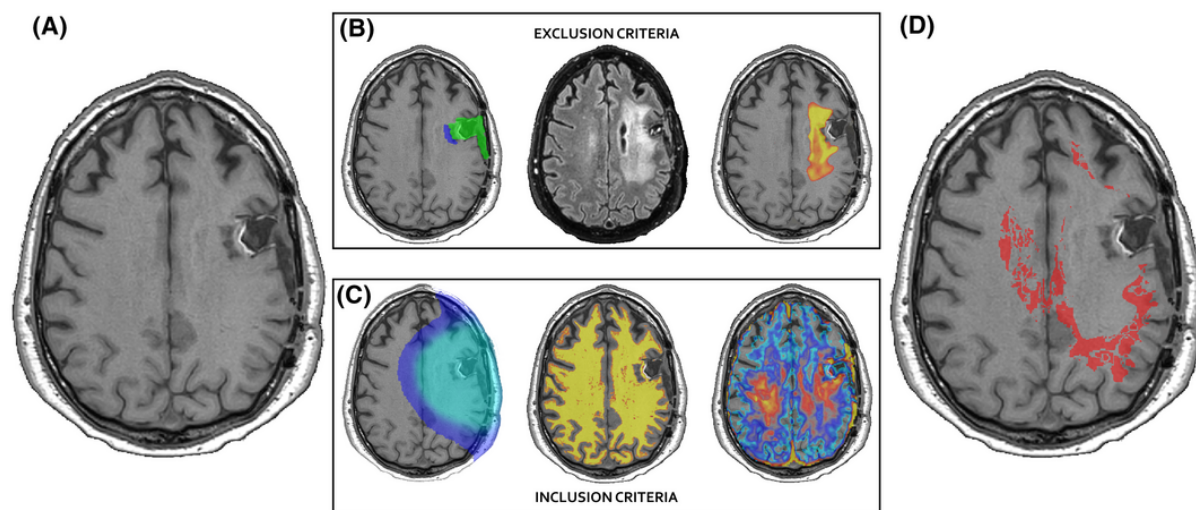 (A)
(B)
EXCLUSION CRITERIA
(C)
INCLUSION CRITERIA
(D)